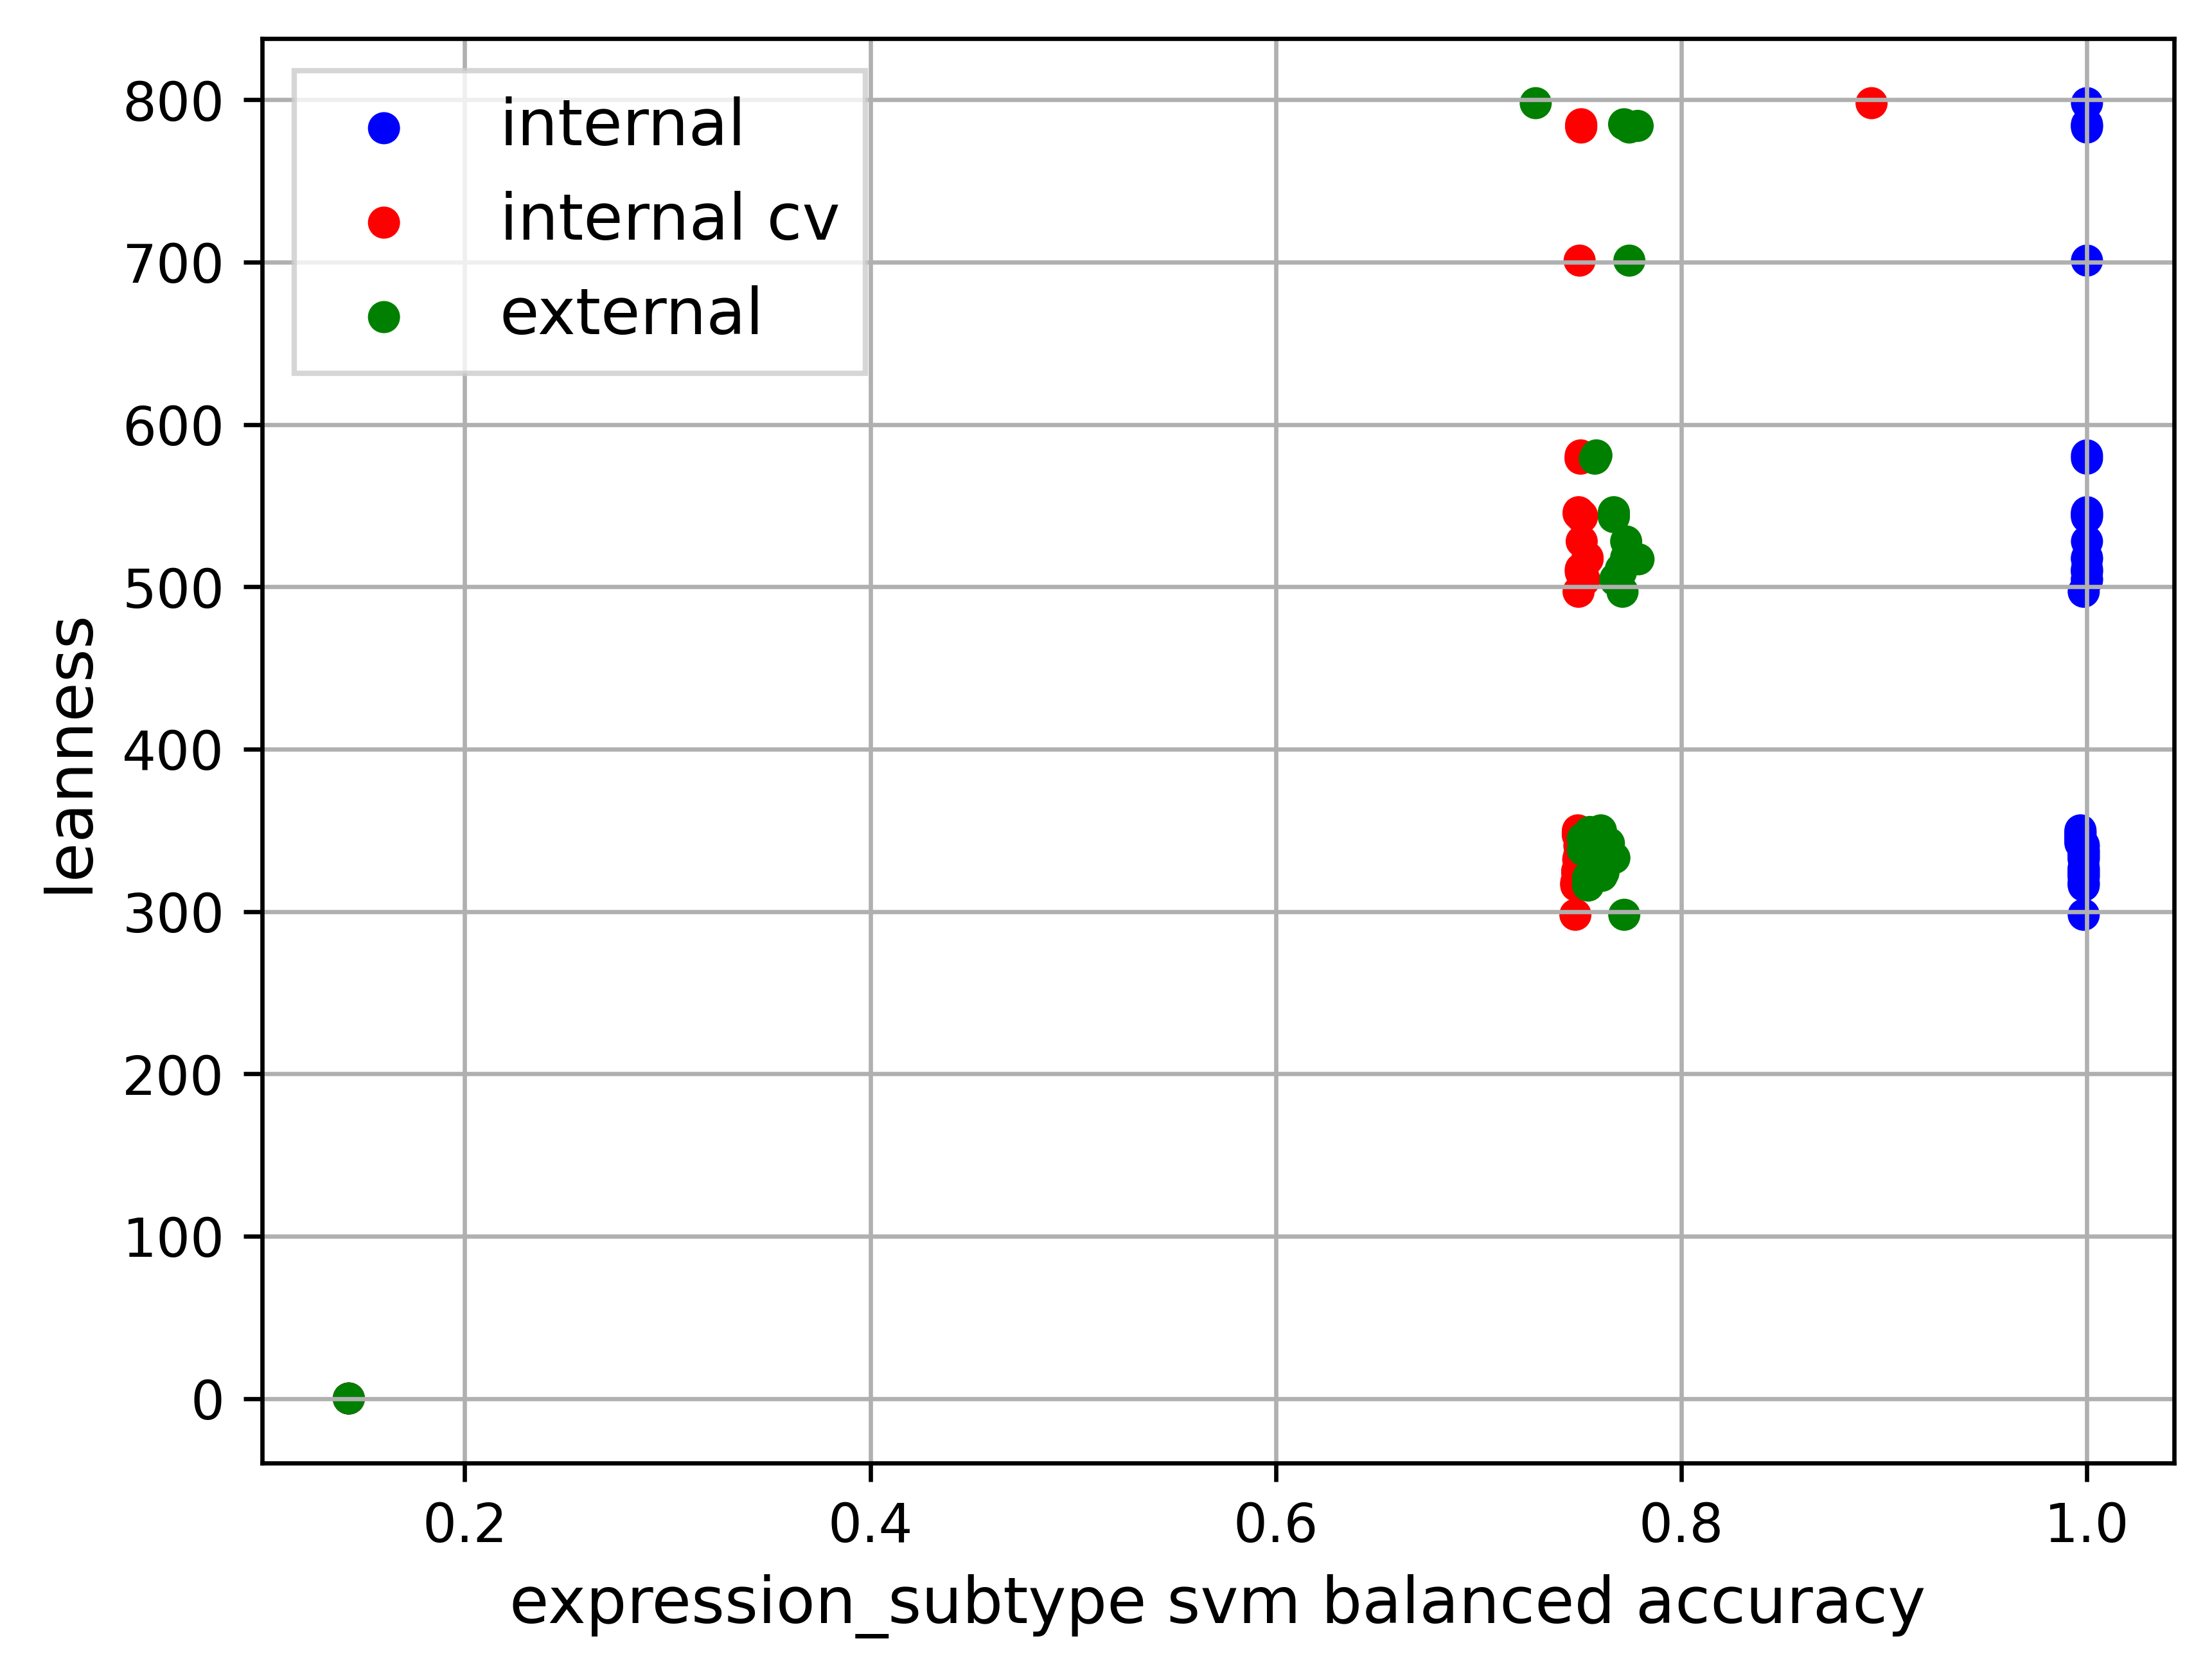 internal
internal cv
external
800
700
600
500
400
300
200
100
0
leanness
0.2 0.4 0.6 0.8 1.0
expression_subtype svm balanced accuracy